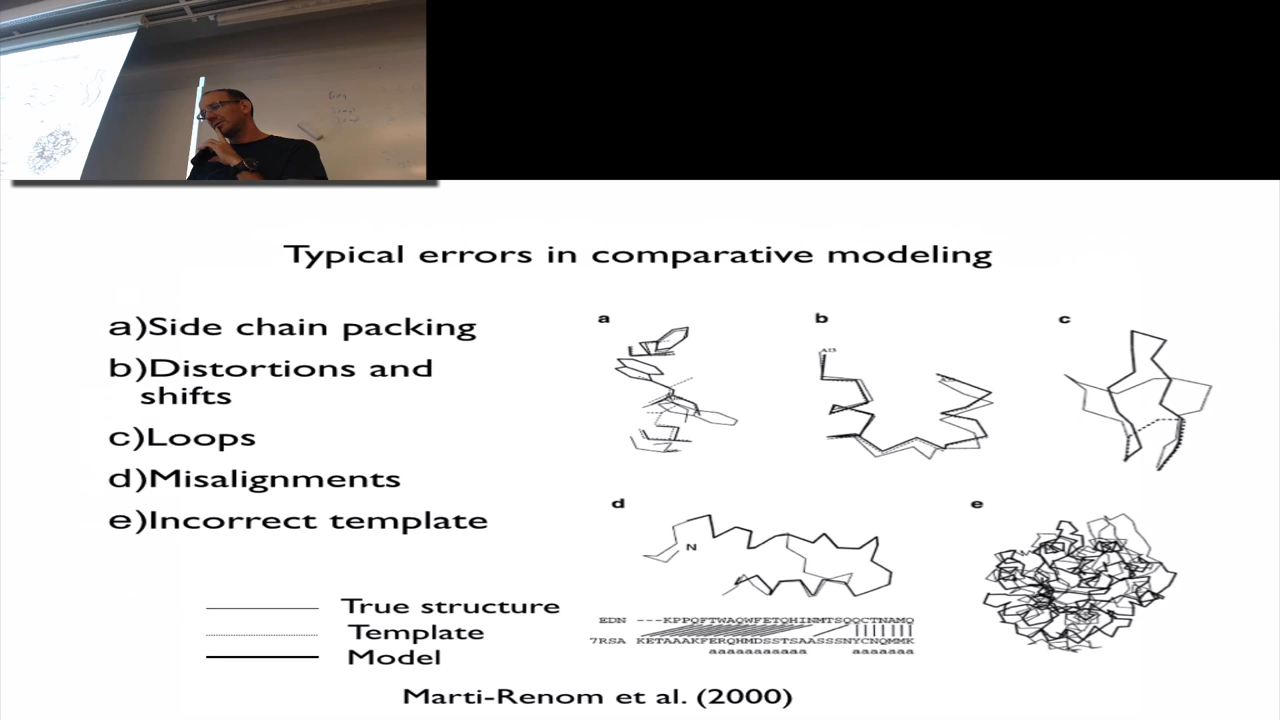 Typical errors in comparative modeling
a)Side chain packing
b)Distortions and
shifts
c)Loops
d)Misalignments
e)Incorrect template
a
b
c
A15
d
e
N
EDN ---KPPQFTWAQWFETQHINMTSQQCTNAMQ
7RSA KETAAAKFERQHMDSSTSAASSSNYCNQMMK
aaaaaaaaaaa aaaaaaa
True structure
Template
Model
Marti-Renom et al. (2000)